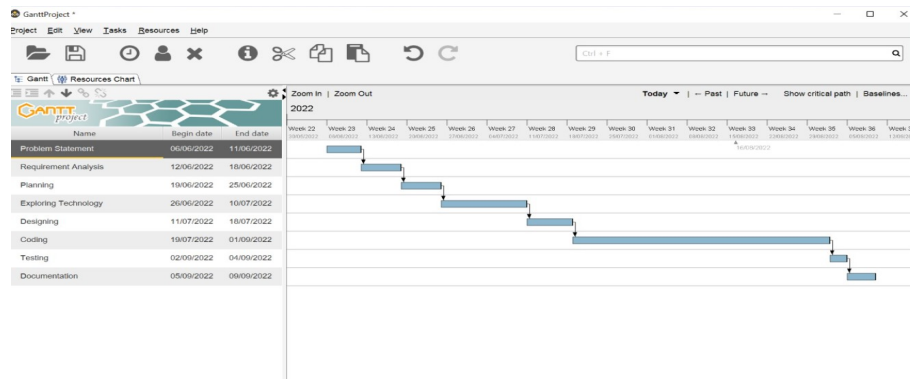 GanttProject *
Project Edit View Tasks Resources Help
Ctrl + F
Gantt Resources Chart
Zoom In | Zoom Out Today | ← Past | Future → Show critical path | Baselines...
GANTT project
2022
Name Begin date End date
Week 22 Week 23 Week 24 Week 25 Week 26 Week 27 Week 28 Week 29 Week 30 Week 31 Week 32 Week 33 Week 34 Week 35 Week 36
Problem Statement 06/06/2022 11/06/2022
Requirement Analysis 12/06/2022 18/06/2022
Planning 19/06/2022 25/06/2022
Exploring Technology 26/06/2022 10/07/2022
Designing 11/07/2022 18/07/2022
Coding 19/07/2022 01/09/2022
Testing 02/09/2022 04/09/2022
Documentation 05/09/2022 09/09/2022